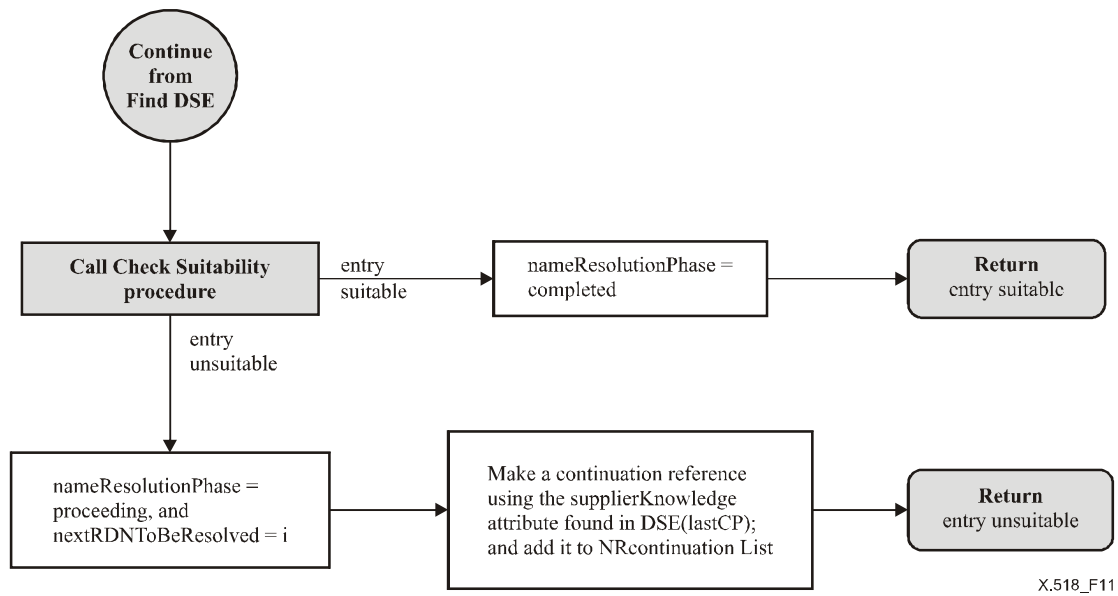 Continue
from
Find DSE
Call Check Suitability
procedure
entry
suitable
nameResolutionPhase =
completed
Return
entry suitable
entry
unsuitable
nameResolutionPhase =
proceeding, and
nextRDNToBeResolved = i
Make a continuation reference
using the supplierKnowledge
attribute found in DSE(lastCP);
and add it to NRcontinuation List
Return
entry unsuitable
X.518_F11